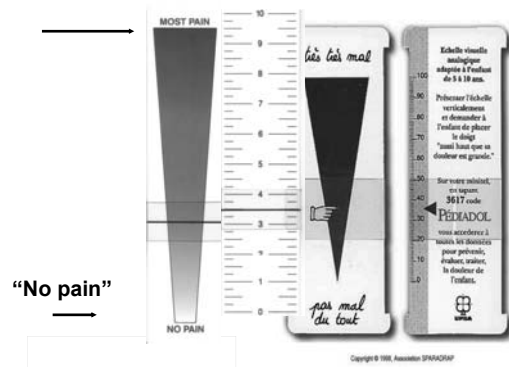 MOST PAIN
"No pain"
NO PAIN
10
9
8
7
6
5
4
3
2
1
0
très très mal
pas mal
du tout
100
90
80
70
60
50
40
30
20
10
0
Echelle visuelle
analogique
adaptée à l'enfant
de 5 à 10 ans.
Présenter l'échelle
verticalement
et demander à
l'enfant de placer
le doigt
"aussi haut que sa
douleur est grande."
Sur votre minitel,
en tapant
3617 code
PÉDIADOL
vous accéderez à
toutes les données
pour prévenir,
évaluer, traiter,
la douleur de
l'enfant.
UPSA
Copyright © 1998, Association SPARADRAP